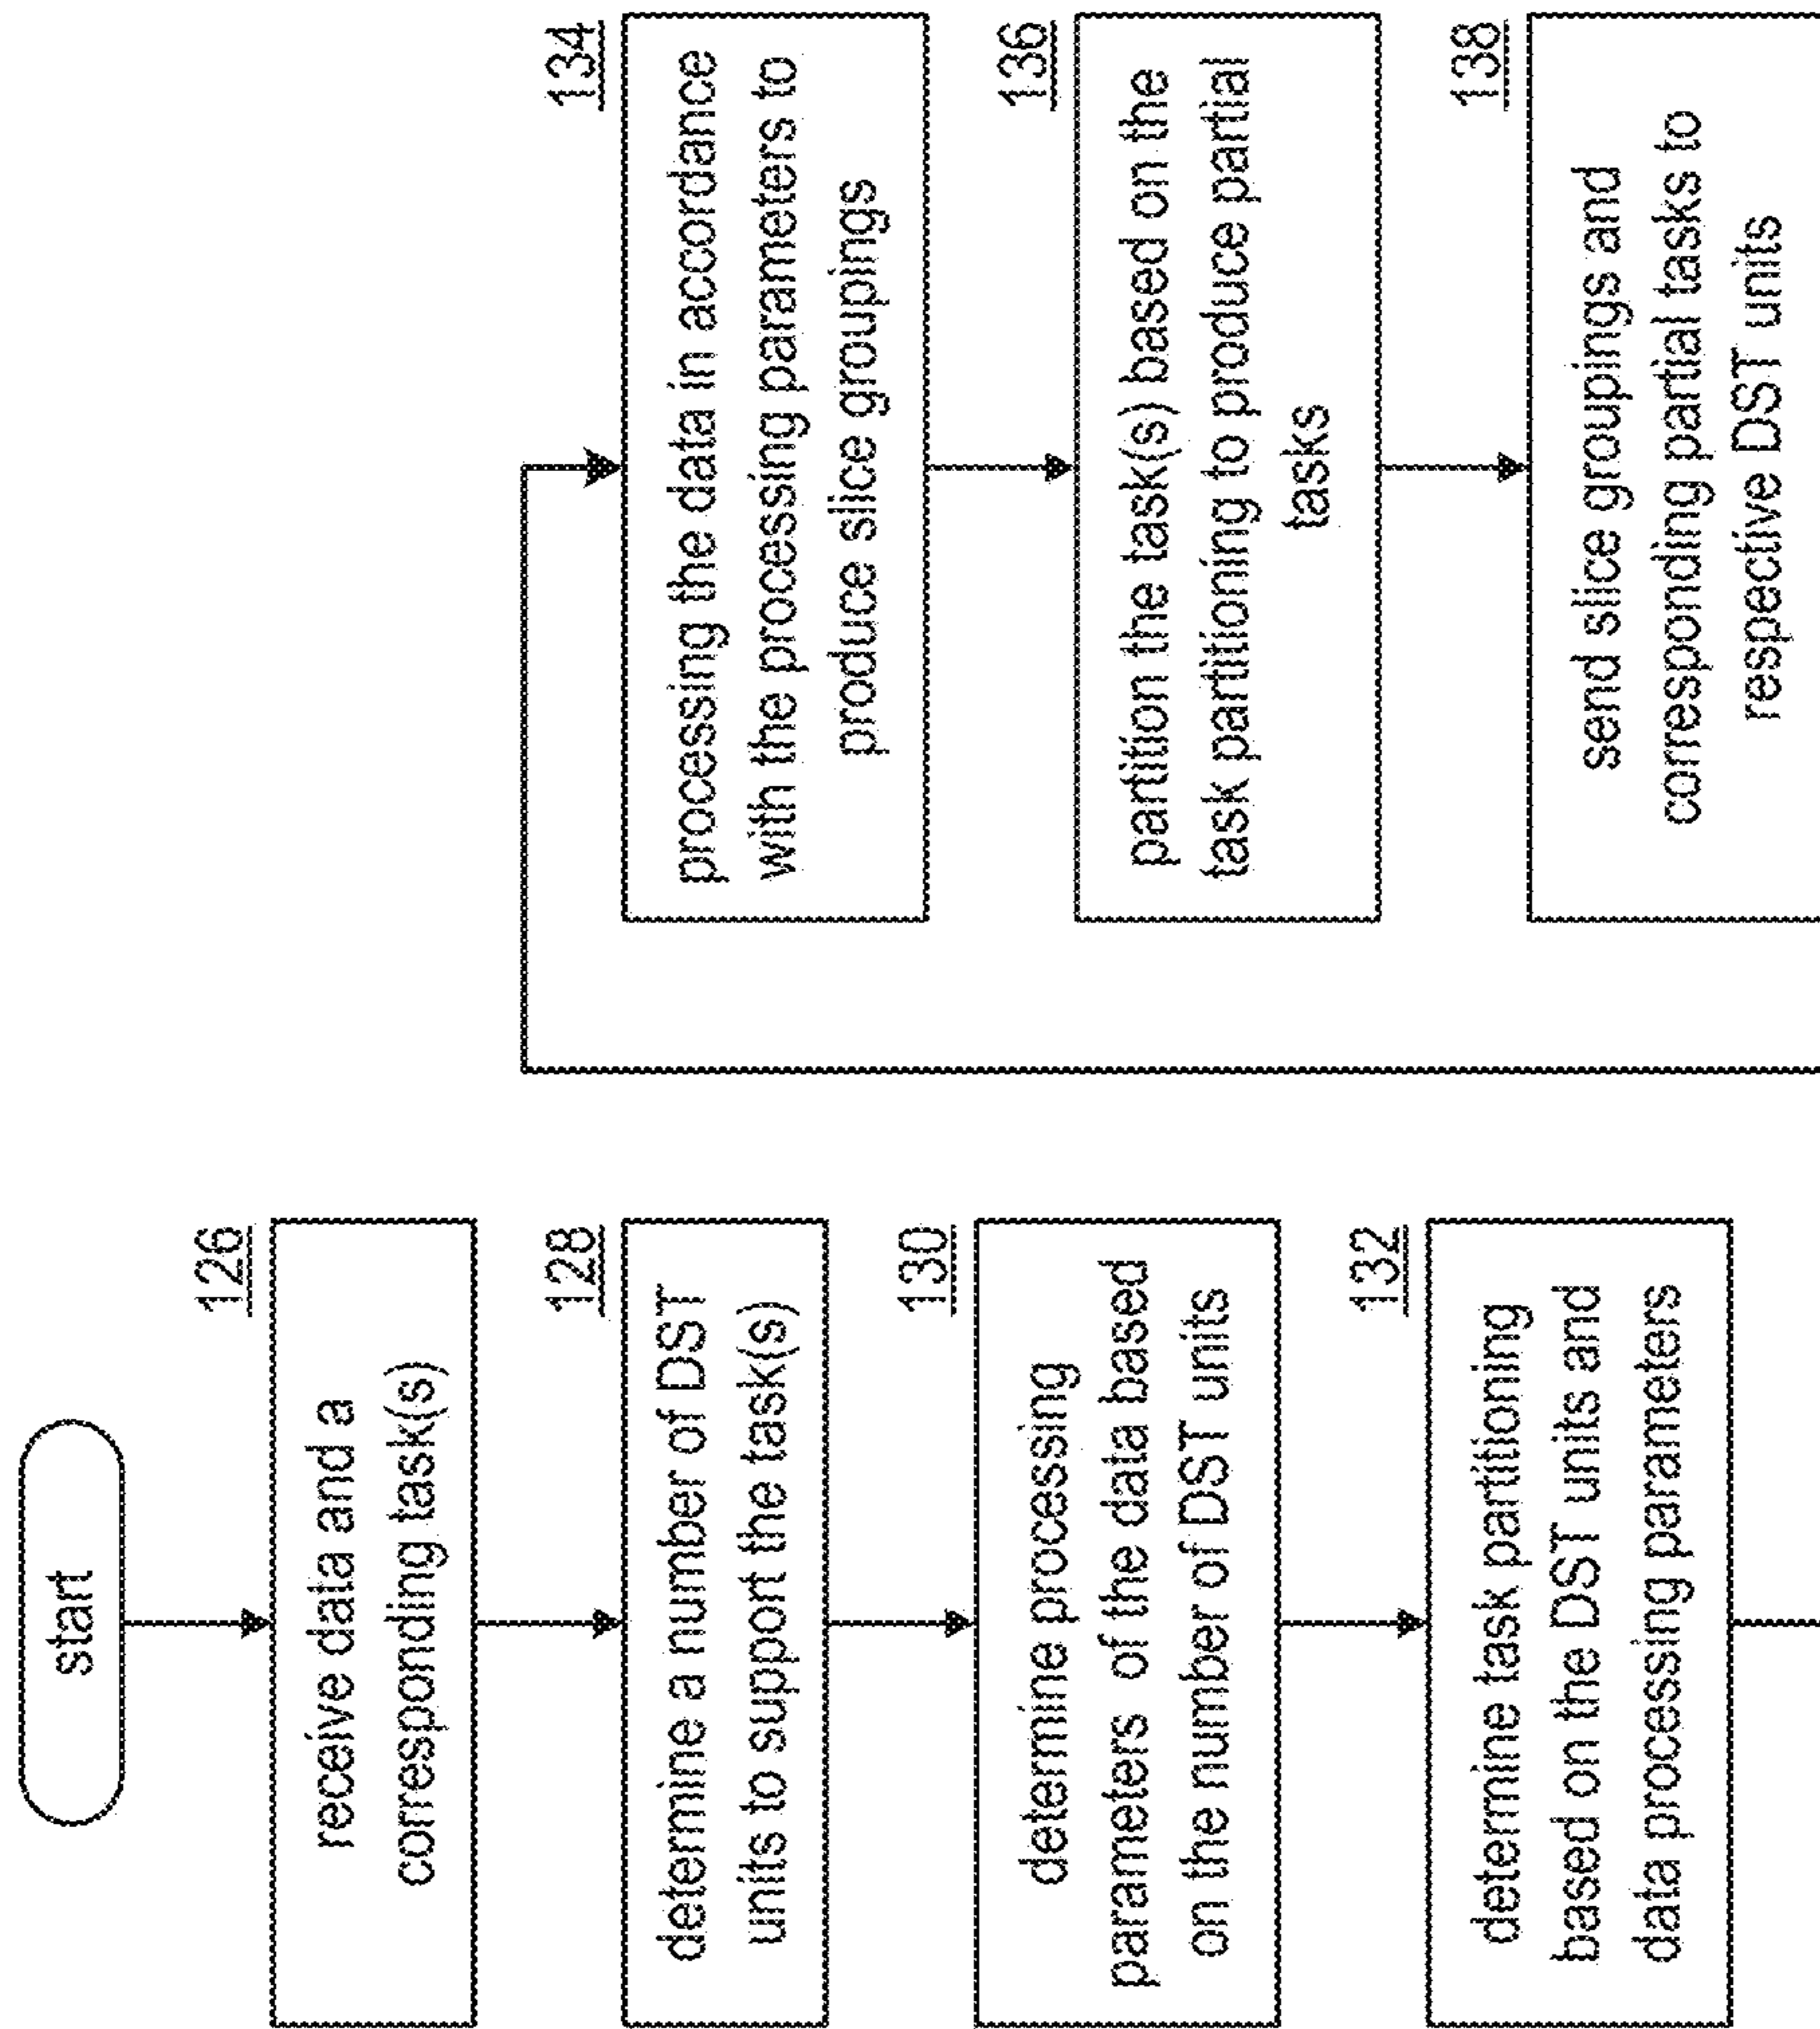 start
126
receive data and a
corresponding task(s)
128
determine a number of DST
units to support the task(s)
130
determine processing
parameters of the data based
on the number of DST units
132
determine task partitioning
based on the DST units and
data processing parameters
134
processing the data in accordance
with the processing parameters to
produce slice groupings
136
partition the task(s) based on the
task partitioning to produce partial
tasks
138
send slice groupings and
corresponding partial tasks to
respective DST units